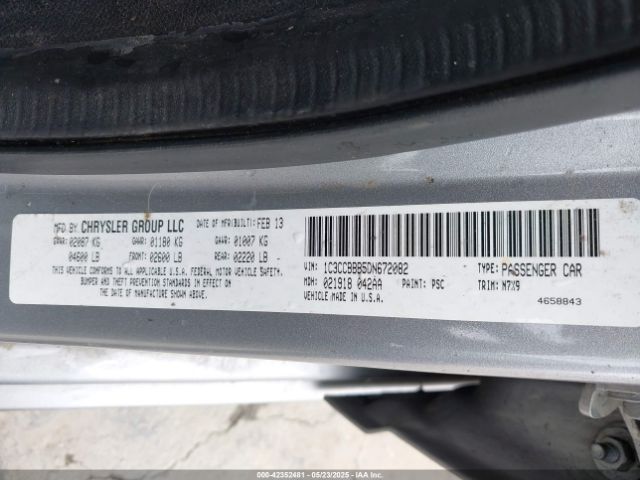 MFD BY CHRYSLER GROUP LLC
DATE OF MFR/BUILT: FEB 13
GVWR: 02087 KG GAWR: 01180 KG GAWR: 01007 KG
04600 LB FRONT: 02600 LB REAR: 02220 LB
THIS VEHICLE CONFORMS TO ALL APPLICABLE U.S.A. FEDERAL MOTOR VEHICLE SAFETY,
BUMPER AND THEFT PREVENTION STANDARDS IN EFFECT ON
THE DATE OF MANUFACTURE SHOWN ABOVE.
VIN: 1C3CCBBB5DN672082 TYPE: PASSENGER CAR
MDH: 021918 042AA PAINT: PSC TRIM: N7X9
VEHICLE MADE IN U.S.A. 4658843
000-42352481 - 05/23/2025 - IAAI.COM